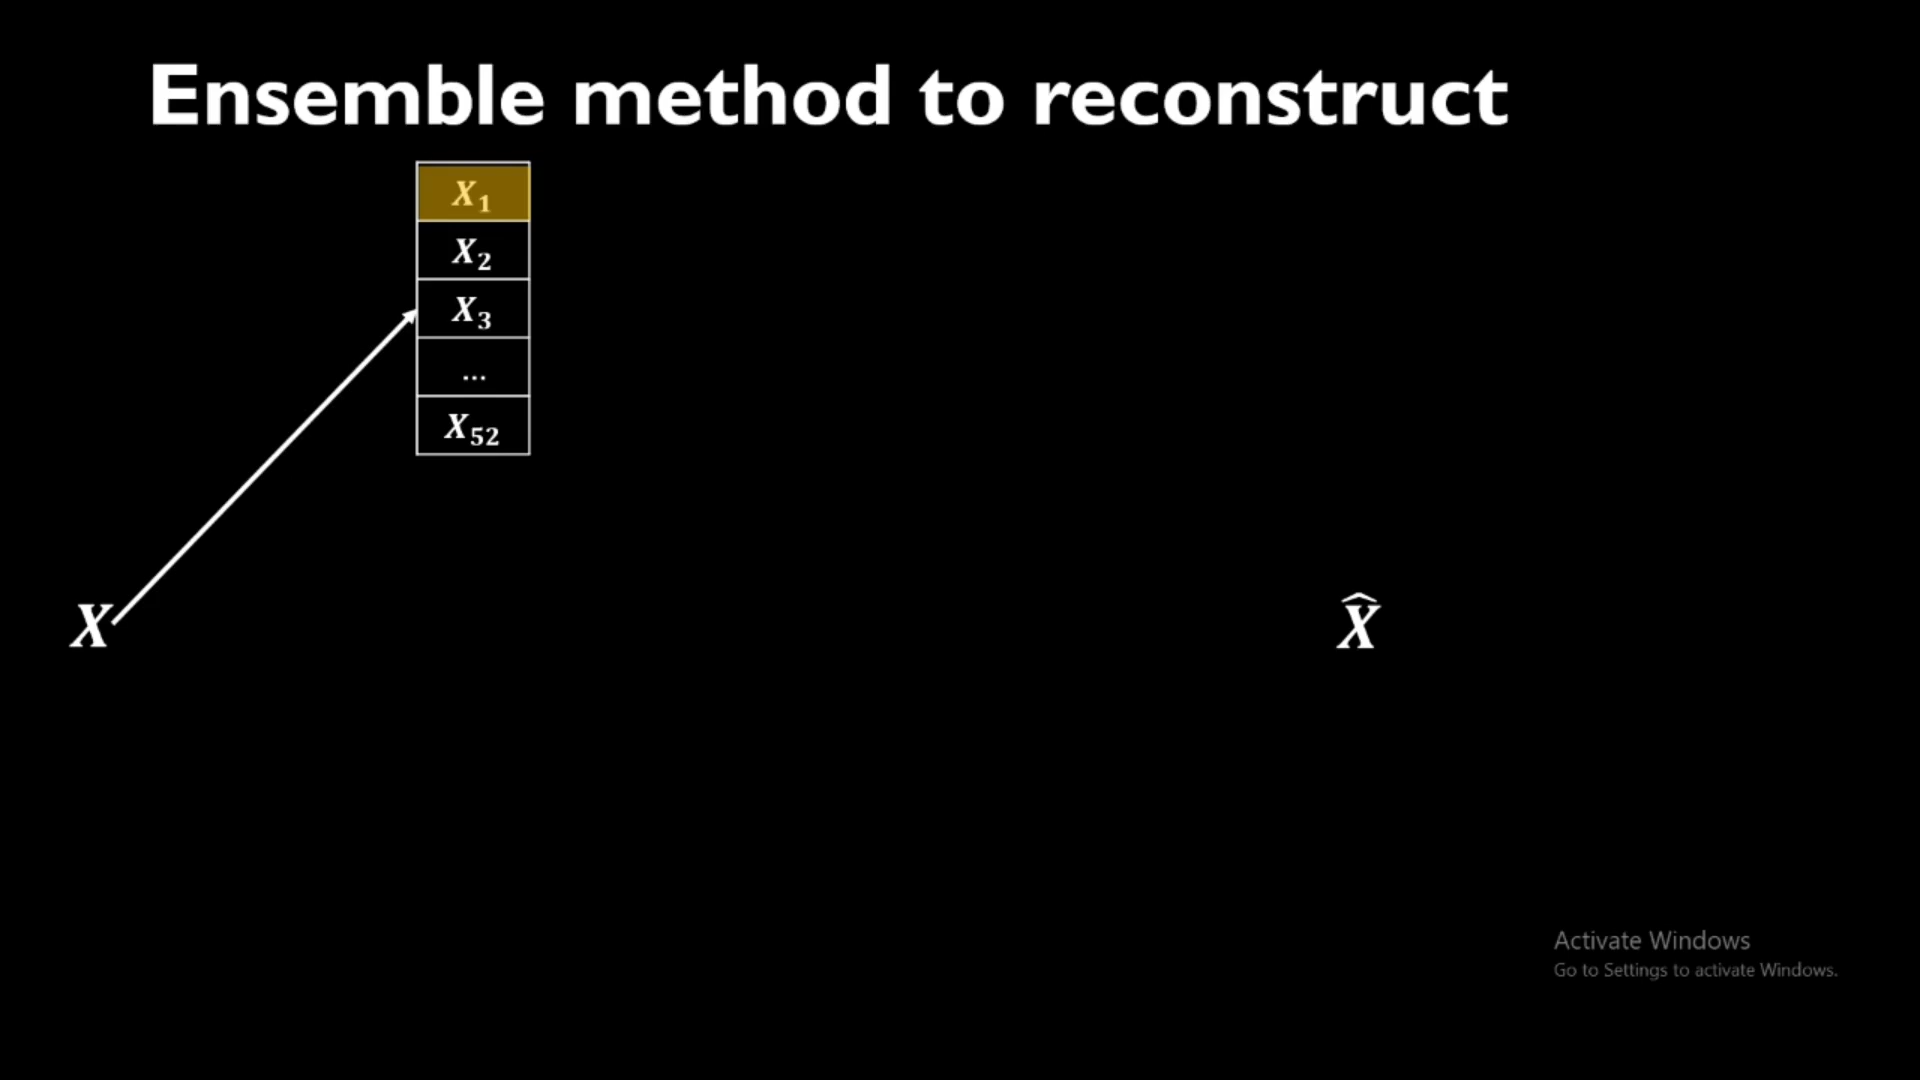 Ensemble method to reconstruct
X₁
X₂
X₃
...
X₅₂
X
X̂
Activate Windows
Go to Settings to activate Windows.